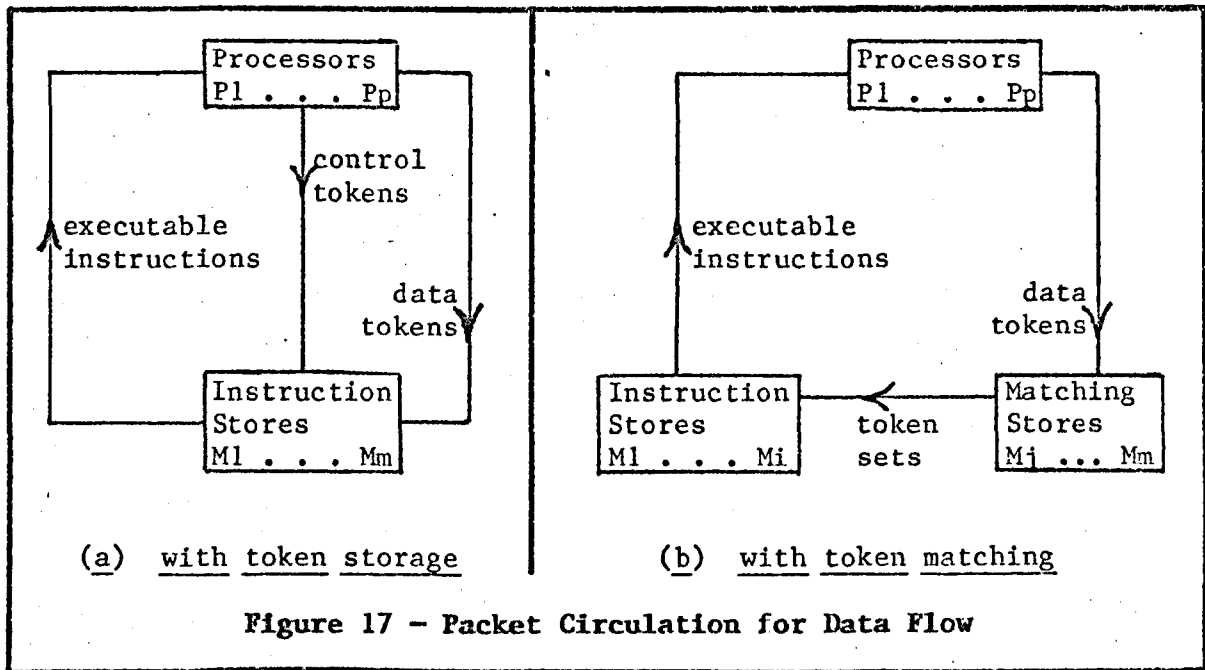 Processors
P1 . . . Pp
control
tokens
executable
instructions
data
tokens
Instruction
Stores
M1 . . . Mm
(a) with token storage
Processors
P1 . . . Pp
executable
instructions
data
tokens
Instruction
Stores
M1 . . . Mi
token
sets
Matching
Stores
Mj ... Mm
(b) with token matching
Figure 17 - Packet Circulation for Data Flow